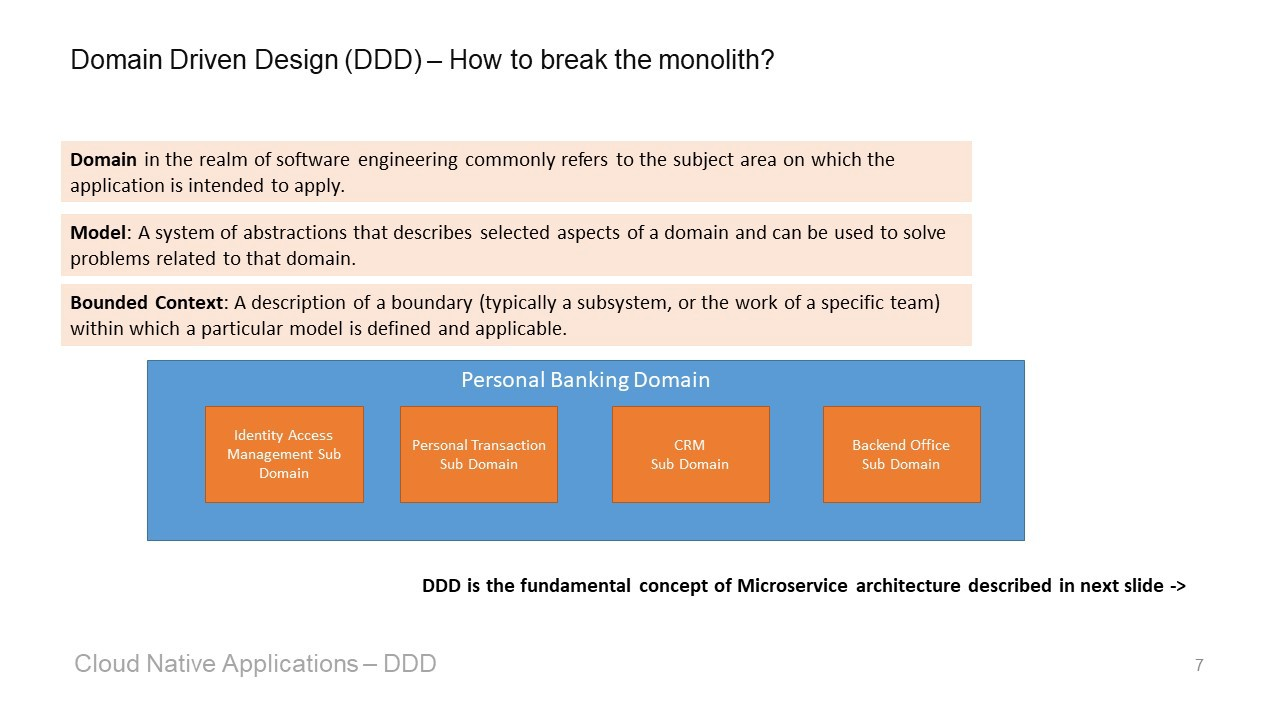 Domain Driven Design (DDD) – How to break the monolith?
Domain in the realm of software engineering commonly refers to the subject area on which the
application is intended to apply.
Model: A system of abstractions that describes selected aspects of a domain and can be used to solve
problems related to that domain.
Bounded Context: A description of a boundary (typically a subsystem, or the work of a specific team)
within which a particular model is defined and applicable.
Personal Banking Domain
Identity Access
Management Sub
Domain
Personal Transaction
Sub Domain
CRM
Sub Domain
Backend Office
Sub Domain
DDD is the fundamental concept of Microservice architecture described in next slide ->
Cloud Native Applications – DDD
7